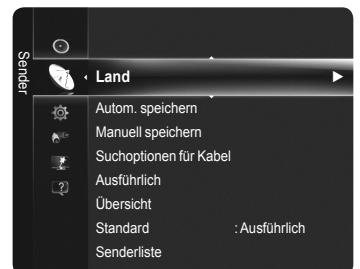 Sender
Land
Autom. speichern
Manuell speichern
Suchoptionen für Kabel
Ausführlich
Übersicht
Standard : Ausführlich
Senderliste